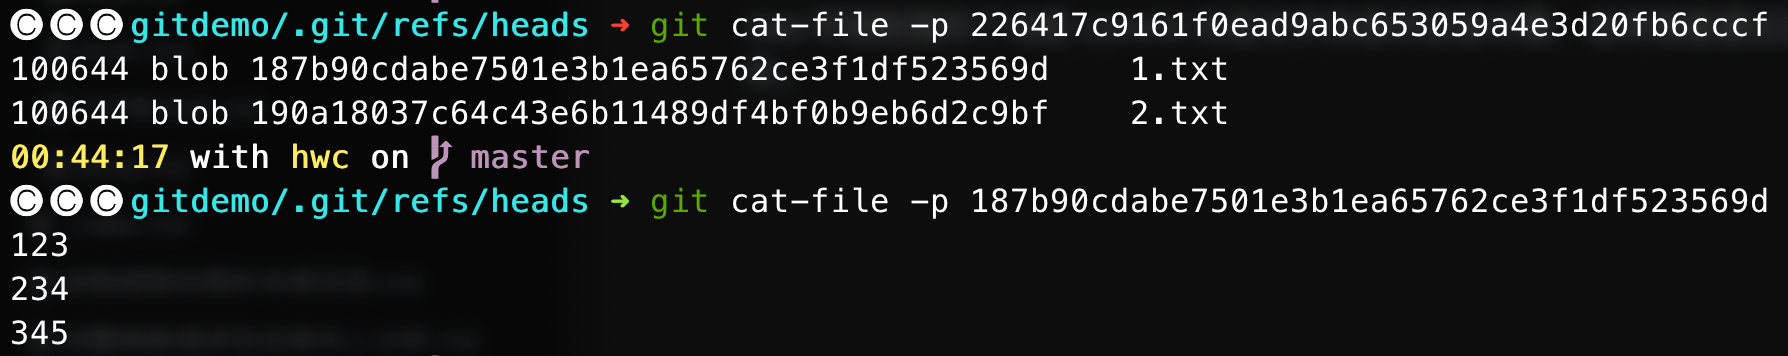 ©©©gitdemo/.git/refs/heads ➜ git cat-file -p 226417c9161f0ead9abc653059a4e3d20fb6cccf
100644 blob 187b90cdabe7501e3b1ea65762ce3f1df523569d    1.txt
100644 blob 190a18037c64c43e6b11489df4bf0b9eb6d2c9bf    2.txt
00:44:17 with hwc on master
©©©gitdemo/.git/refs/heads ➜ git cat-file -p 187b90cdabe7501e3b1ea65762ce3f1df523569d
123
234
345